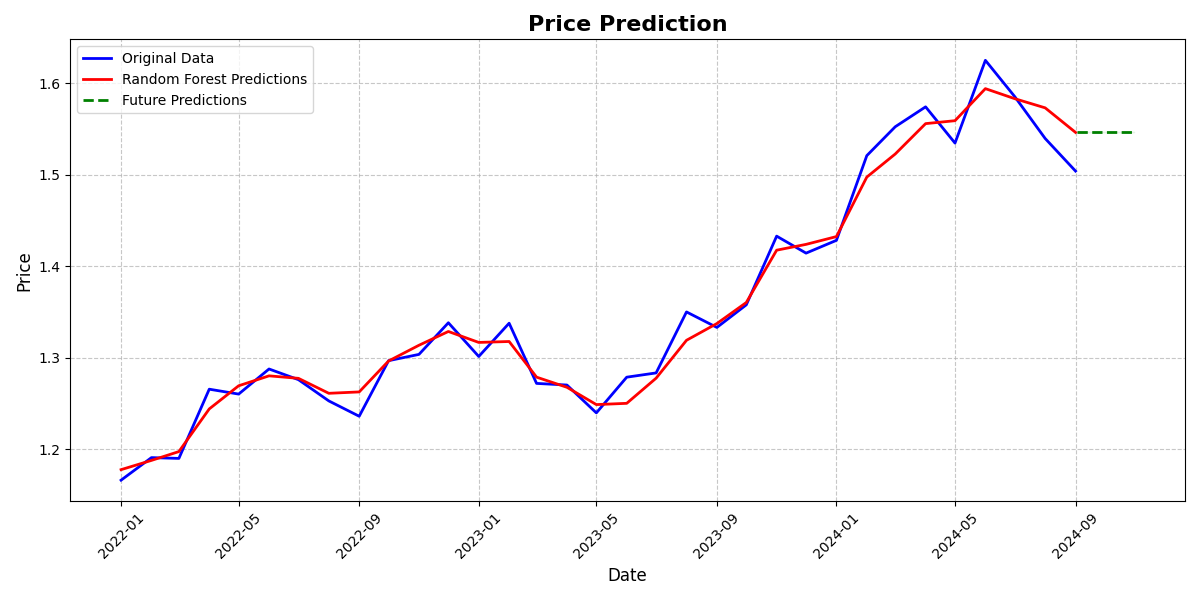 Price Prediction
Original Data
Random Forest Predictions
Future Predictions
Price
1.6
1.5
1.4
1.3
1.2
2022-01
2022-05
2022-09
2023-01
2023-05
2023-09
2024-01
2024-05
2024-09
Date